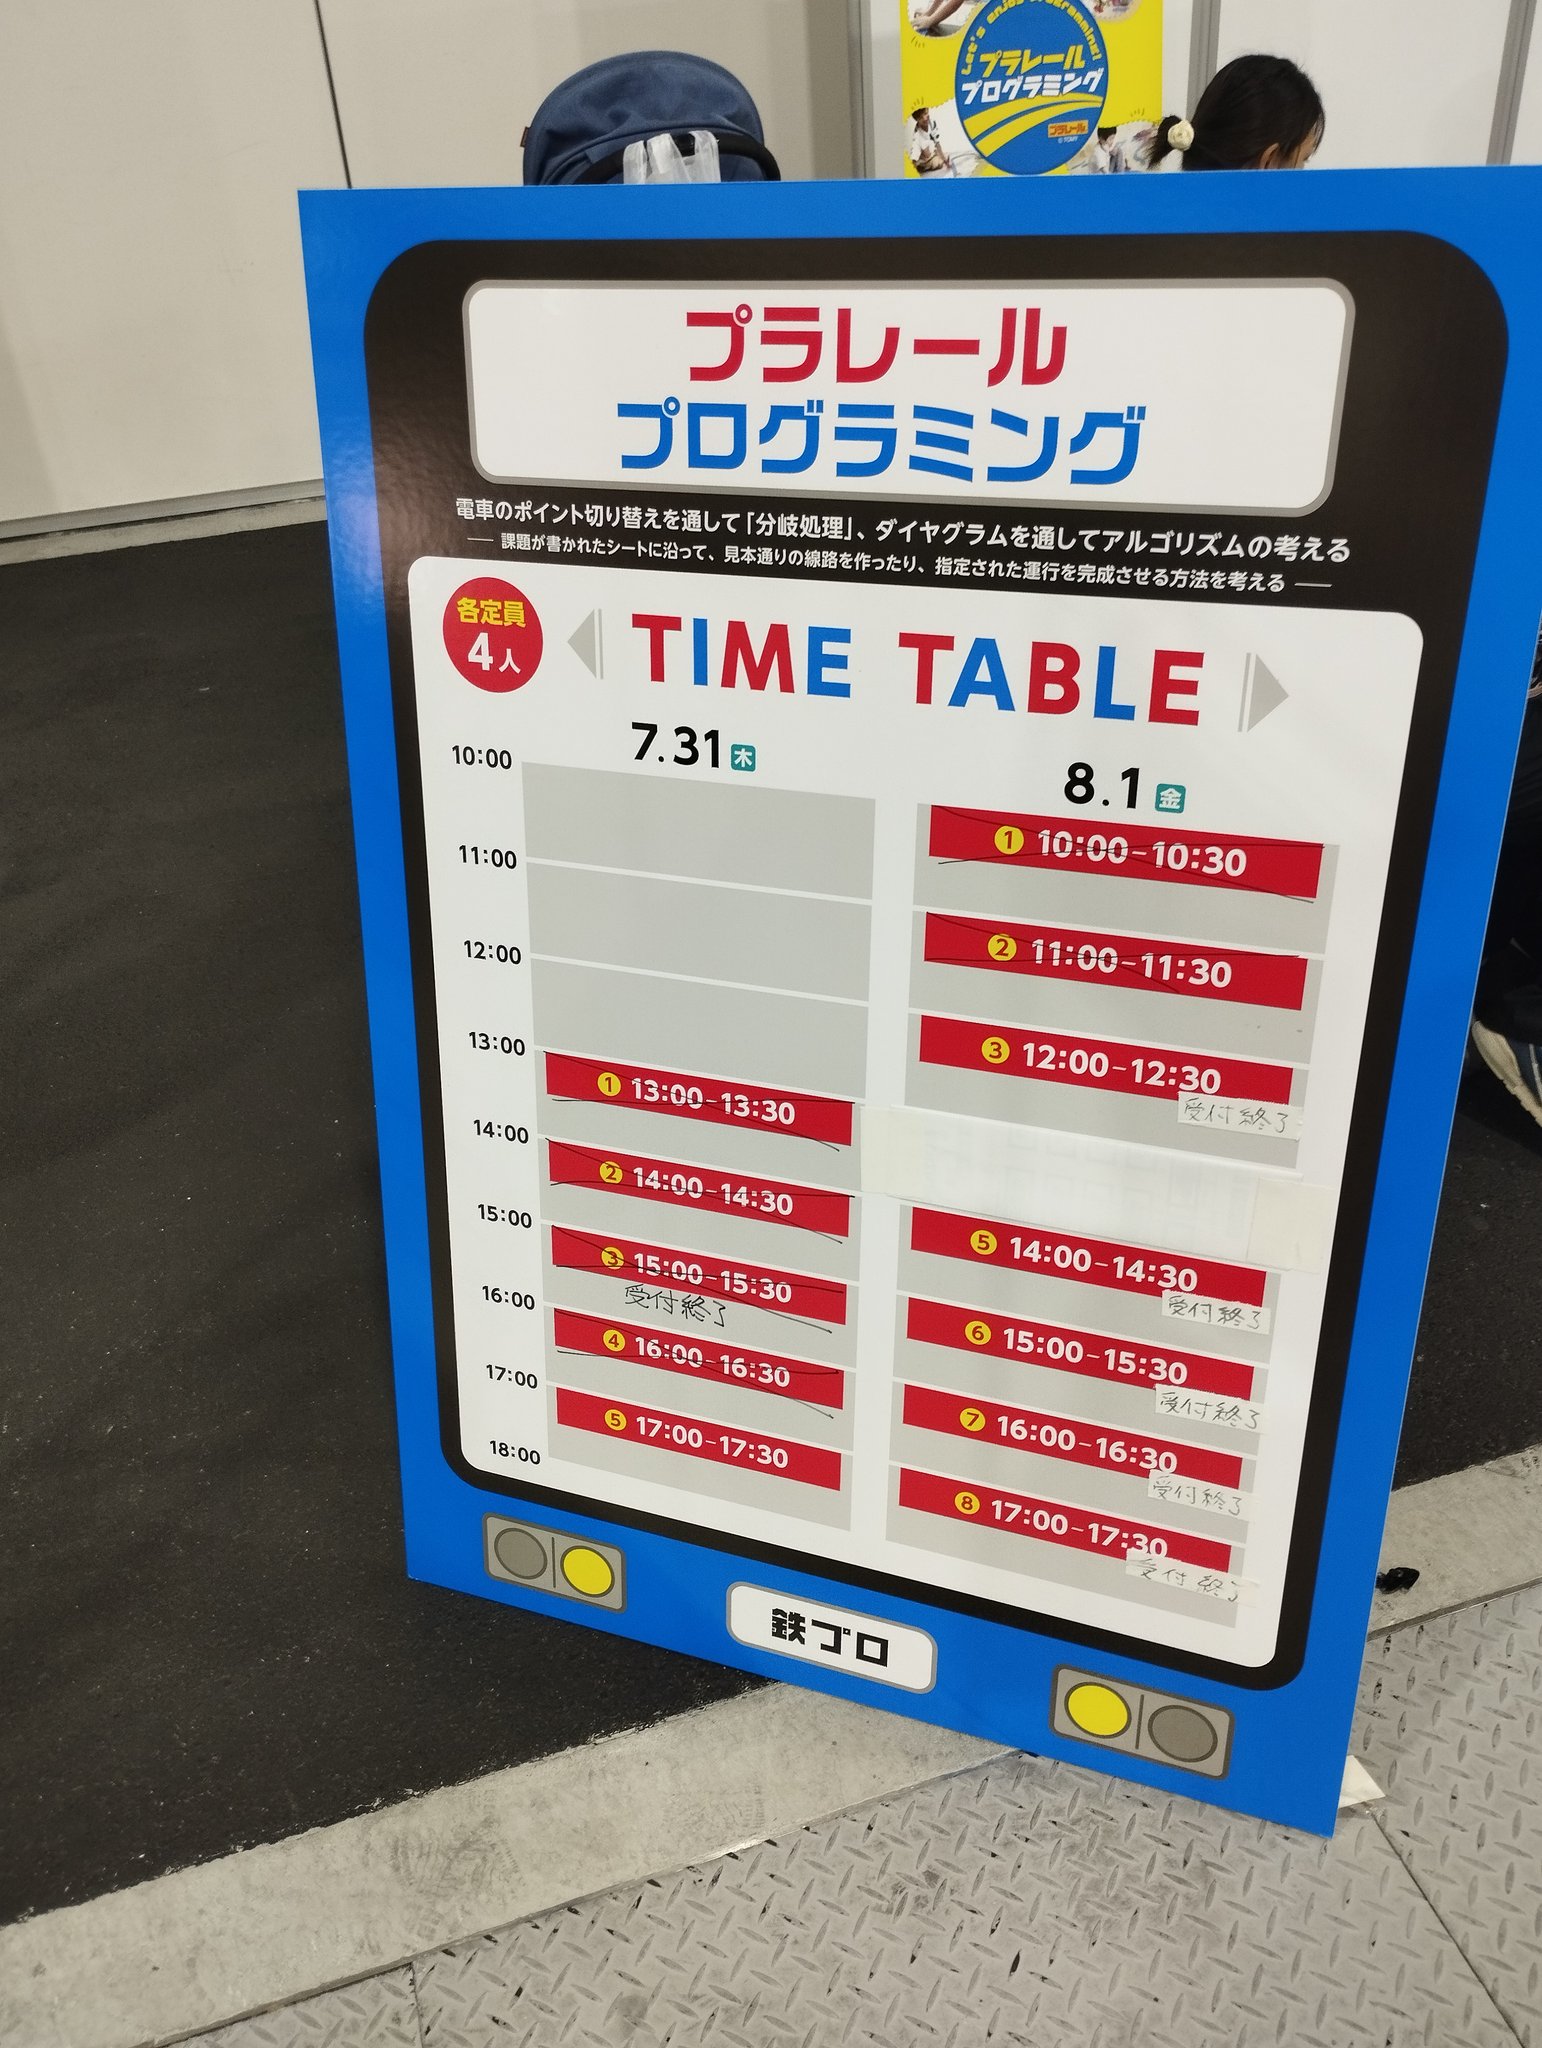 Let's enjoy Programming!
プラレール
プログラミング
プラレール
© TOMY
プラレール
プログラミング
電車のポイント切り替えを通して「分岐処理」、ダイヤグラムを通してアルゴリズムの考える
― 課題が書かれたシートに沿って、見本通りの線路を作ったり、指定された運行を完成させる方法を考える ―
各定員
4人
TIME TABLE
7.31 木
8.1 金
10:00
11:00
12:00
13:00
14:00
15:00
16:00
17:00
18:00
1 13:00-13:30
2 14:00-14:30
3 15:00-15:30
受付終了
4 16:00-16:30
5 17:00-17:30
1 10:00-10:30
2 11:00-11:30
3 12:00-12:30
受付終了
5 14:00-14:30
受付終了
6 15:00-15:30
受付終了
7 16:00-16:30
受付終了
8 17:00-17:30
受付終了
鉄プロ